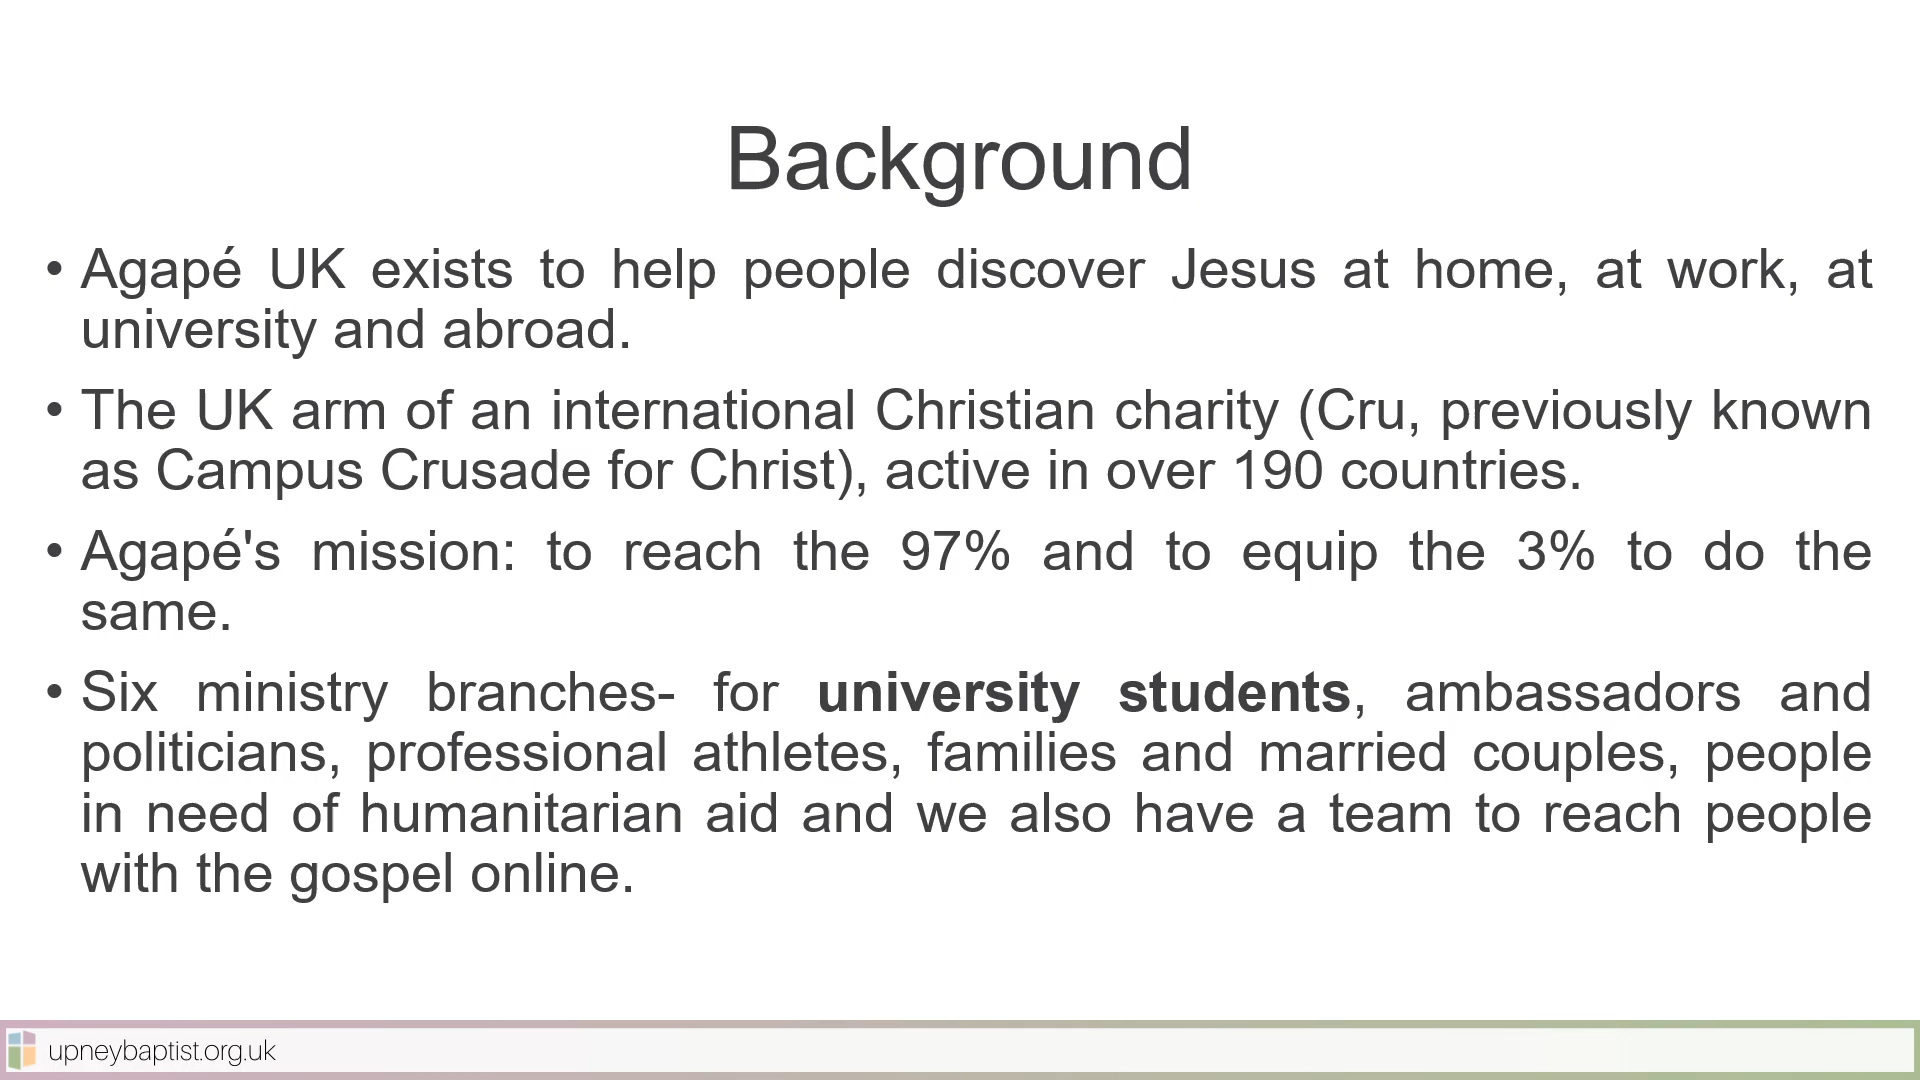 Background
• Agapé UK exists to help people discover Jesus at home, at work, at
university and abroad.
• The UK arm of an international Christian charity (Cru, previously known
as Campus Crusade for Christ), active in over 190 countries.
• Agapé's mission: to reach the 97% and to equip the 3% to do the
same.
• Six ministry branches- for university students, ambassadors and
politicians, professional athletes, families and married couples, people
in need of humanitarian aid and we also have a team to reach people
with the gospel online.
upneybaptist.org.uk